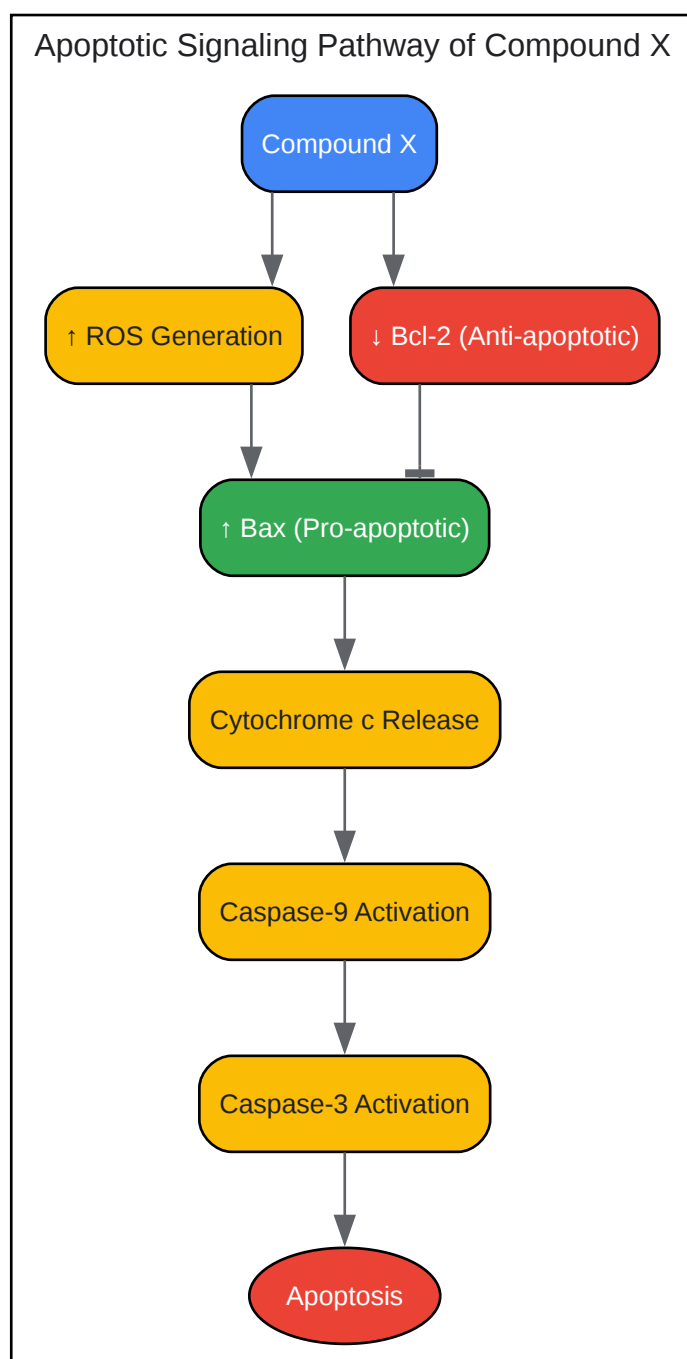 Apoptotic Signaling Pathway of Compound X
Compound X
↑ ROS Generation
↓ Bcl-2 (Anti-apoptotic)
↑ Bax (Pro-apoptotic)
Cytochrome c Release
Caspase-9 Activation
Caspase-3 Activation
Apoptosis